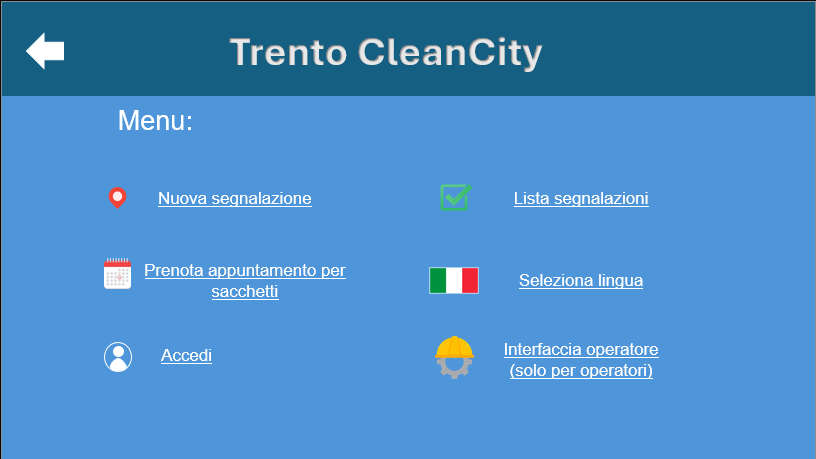 Trento CleanCity
Menu:
Nuova segnalazione
Lista segnalazioni
Prenota appuntamento per
sacchetti
Seleziona lingua
Accedi
Interfaccia operatore
(solo per operatori)